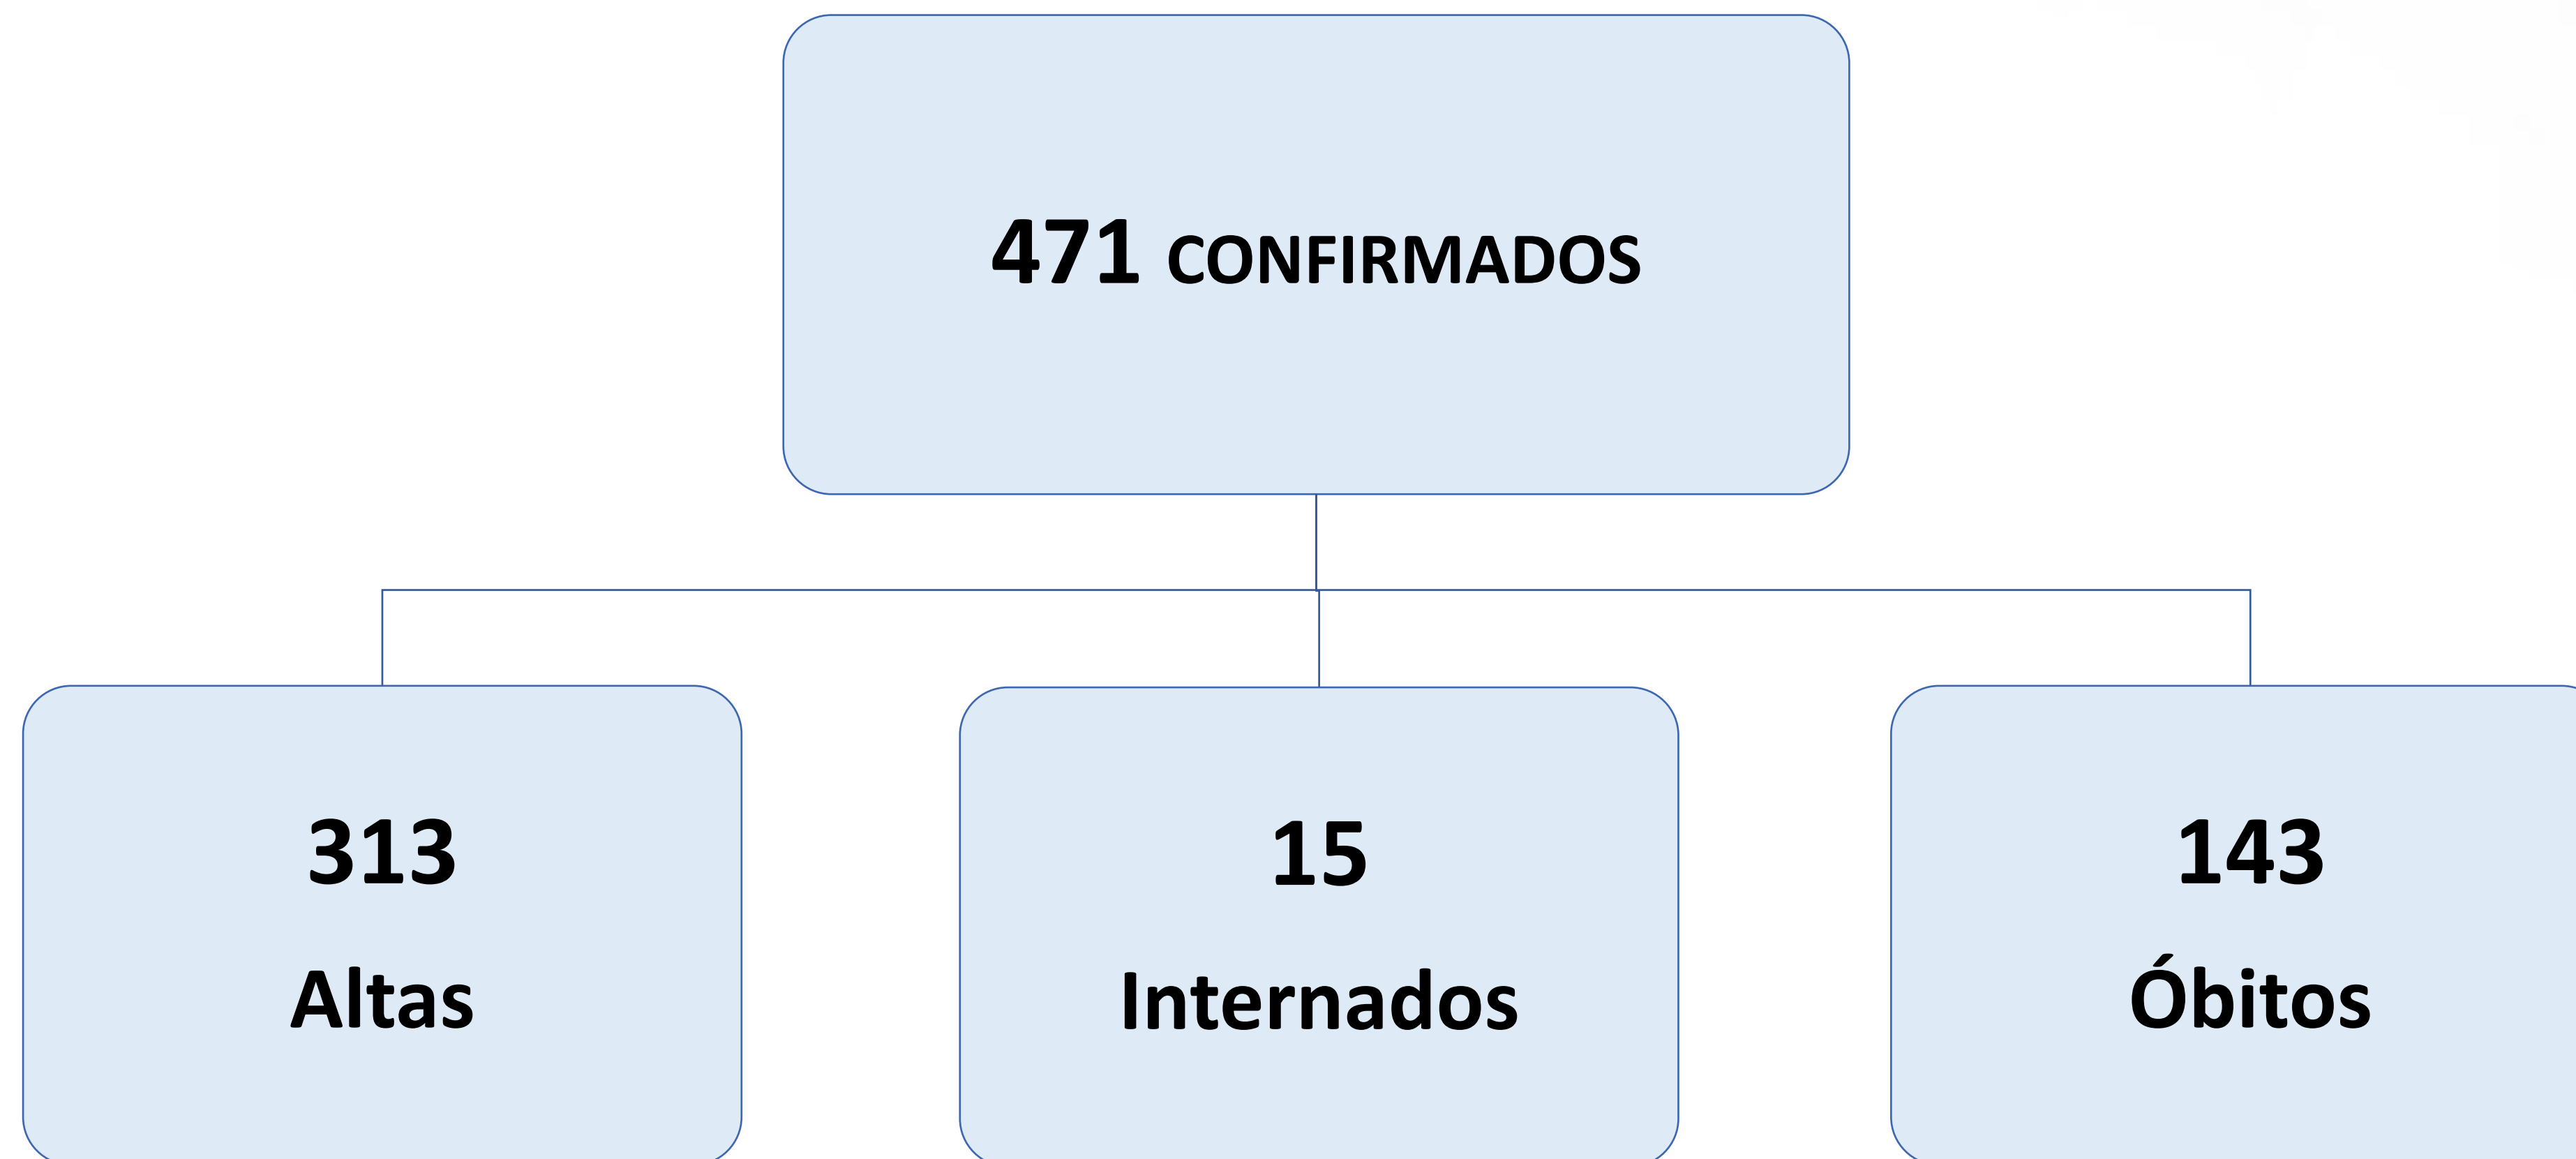 471 CONFIRMADOS
313
Altas
15
Internados
143
Óbitos